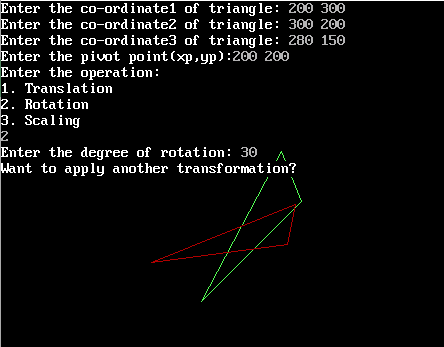 Enter the co-ordinate1 of triangle: 200 300
Enter the co-ordinate2 of triangle: 300 200
Enter the co-ordinate3 of triangle: 280 150
Enter the pivot point(xp,yp):200 200
Enter the operation:
1. Translation
2. Rotation
3. Scaling
2
Enter the degree of rotation: 30
Want to apply another transformation?